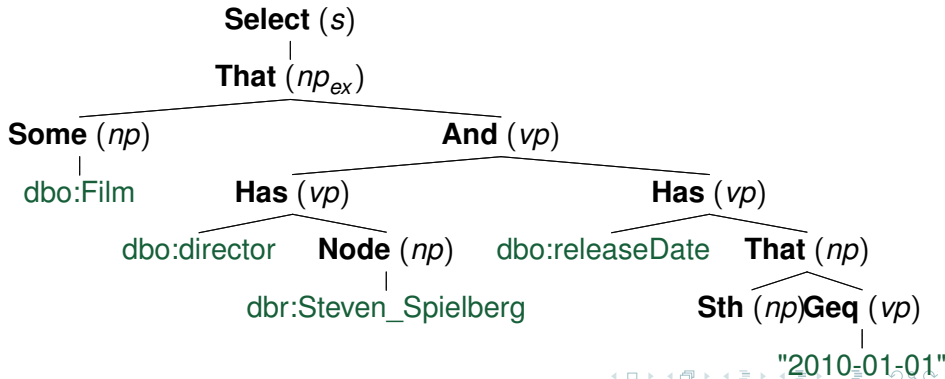 Select (s)
That (np_ex)
Some (np) And (vp)
dbo:Film Has (vp) Has (vp)
dbo:director Node (np) dbo:releaseDate That (np)
dbr:Steven_Spielberg Sth (np)Geq (vp)
"2010-01-01"